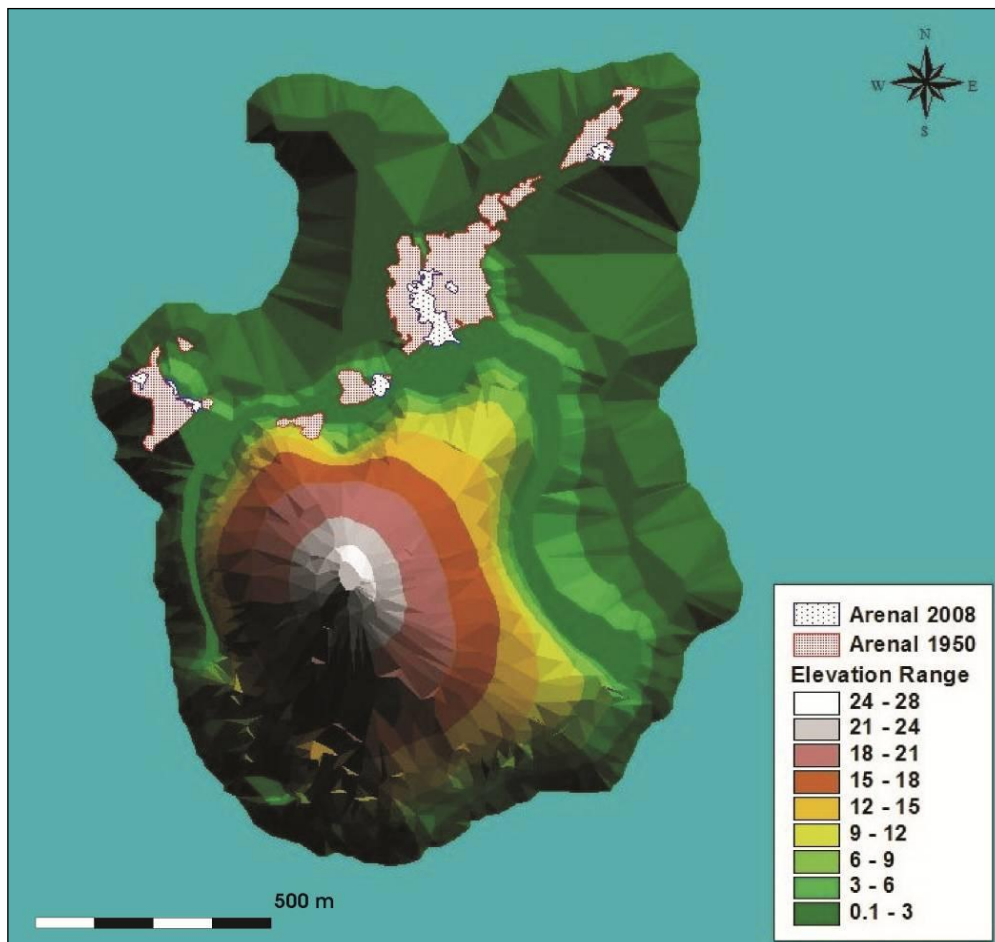 N
W E
S
Arenal 2008
Arenal 1950
Elevation Range
24 - 28
21 - 24
18 - 21
15 - 18
12 - 15
9 - 12
6 - 9
3 - 6
0.1 - 3
500 m